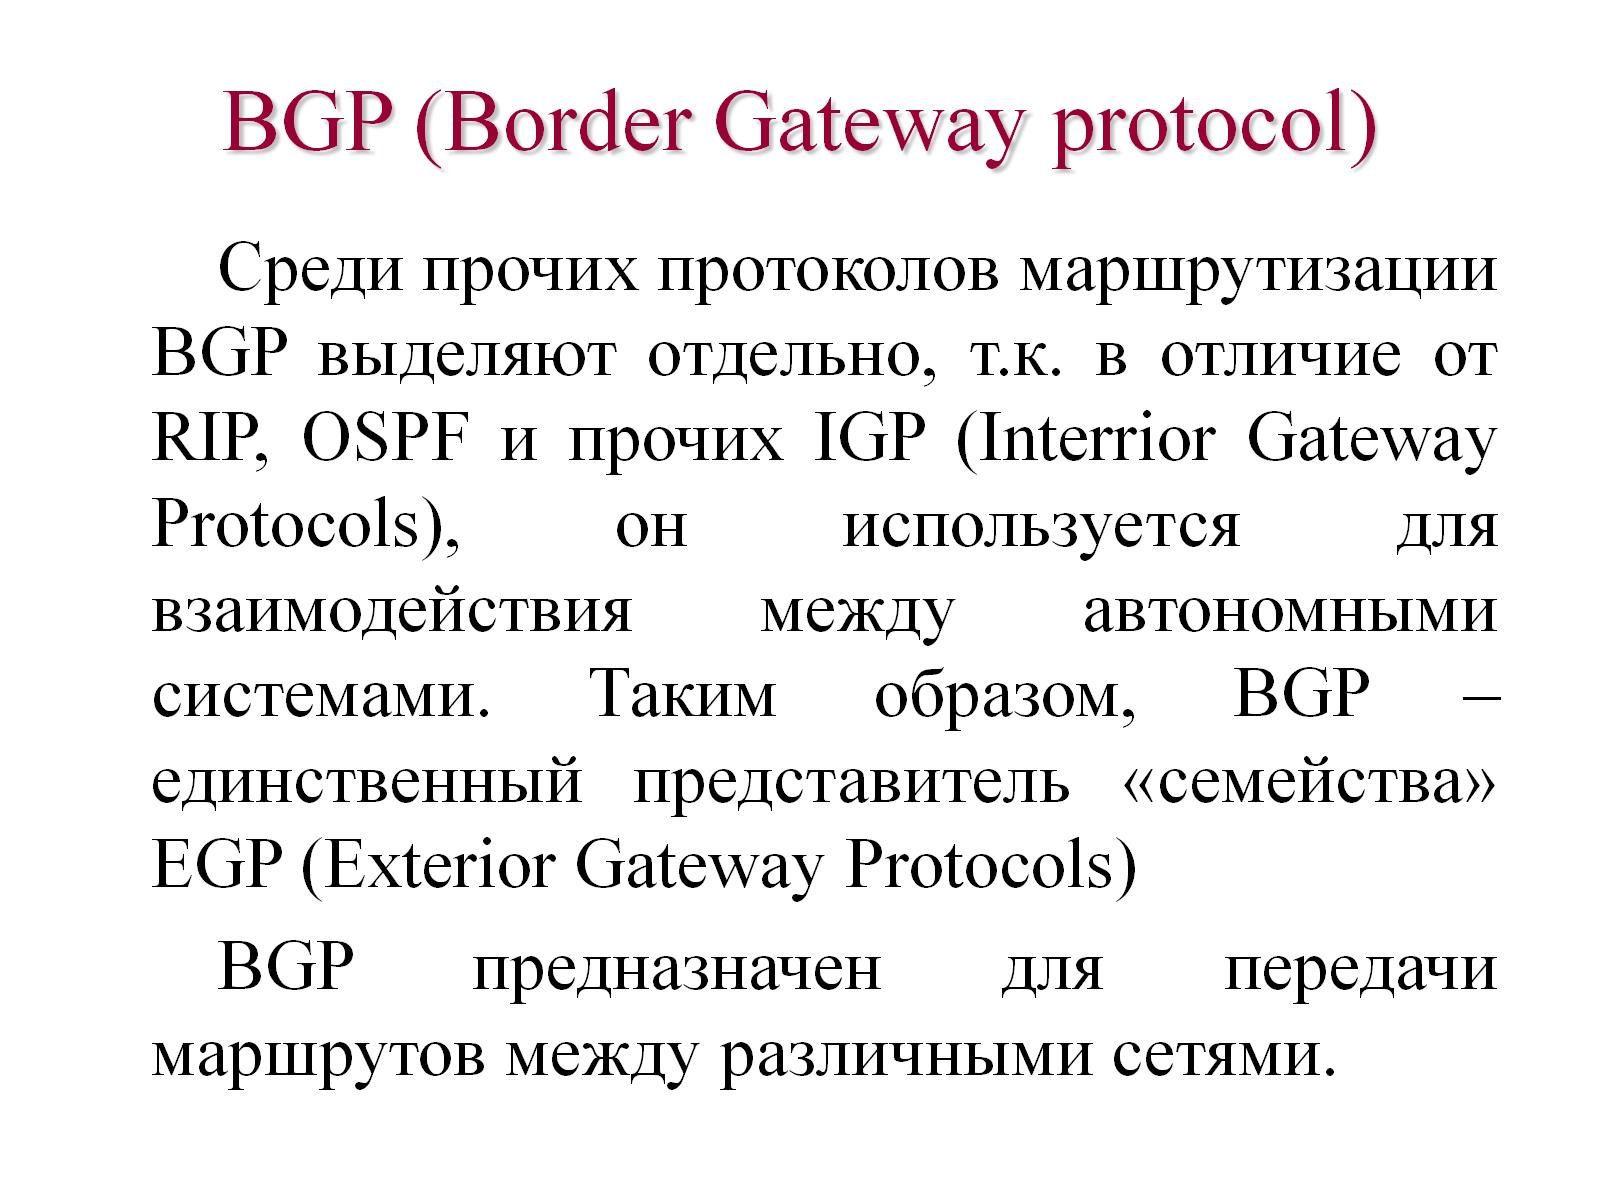 BGP (Border Gateway protocol)
Среди прочих протоколов маршрутизации
BGP выделяют отдельно, т.к. в отличие от
RIP, OSPF и прочих IGP (Interrior Gateway
Protocols), он используется для
взаимодействия между автономными
системами. Таким образом, BGP –
единственный представитель «семейства»
EGP (Exterior Gateway Protocols)
BGP предназначен для передачи
маршрутов между различными сетями.